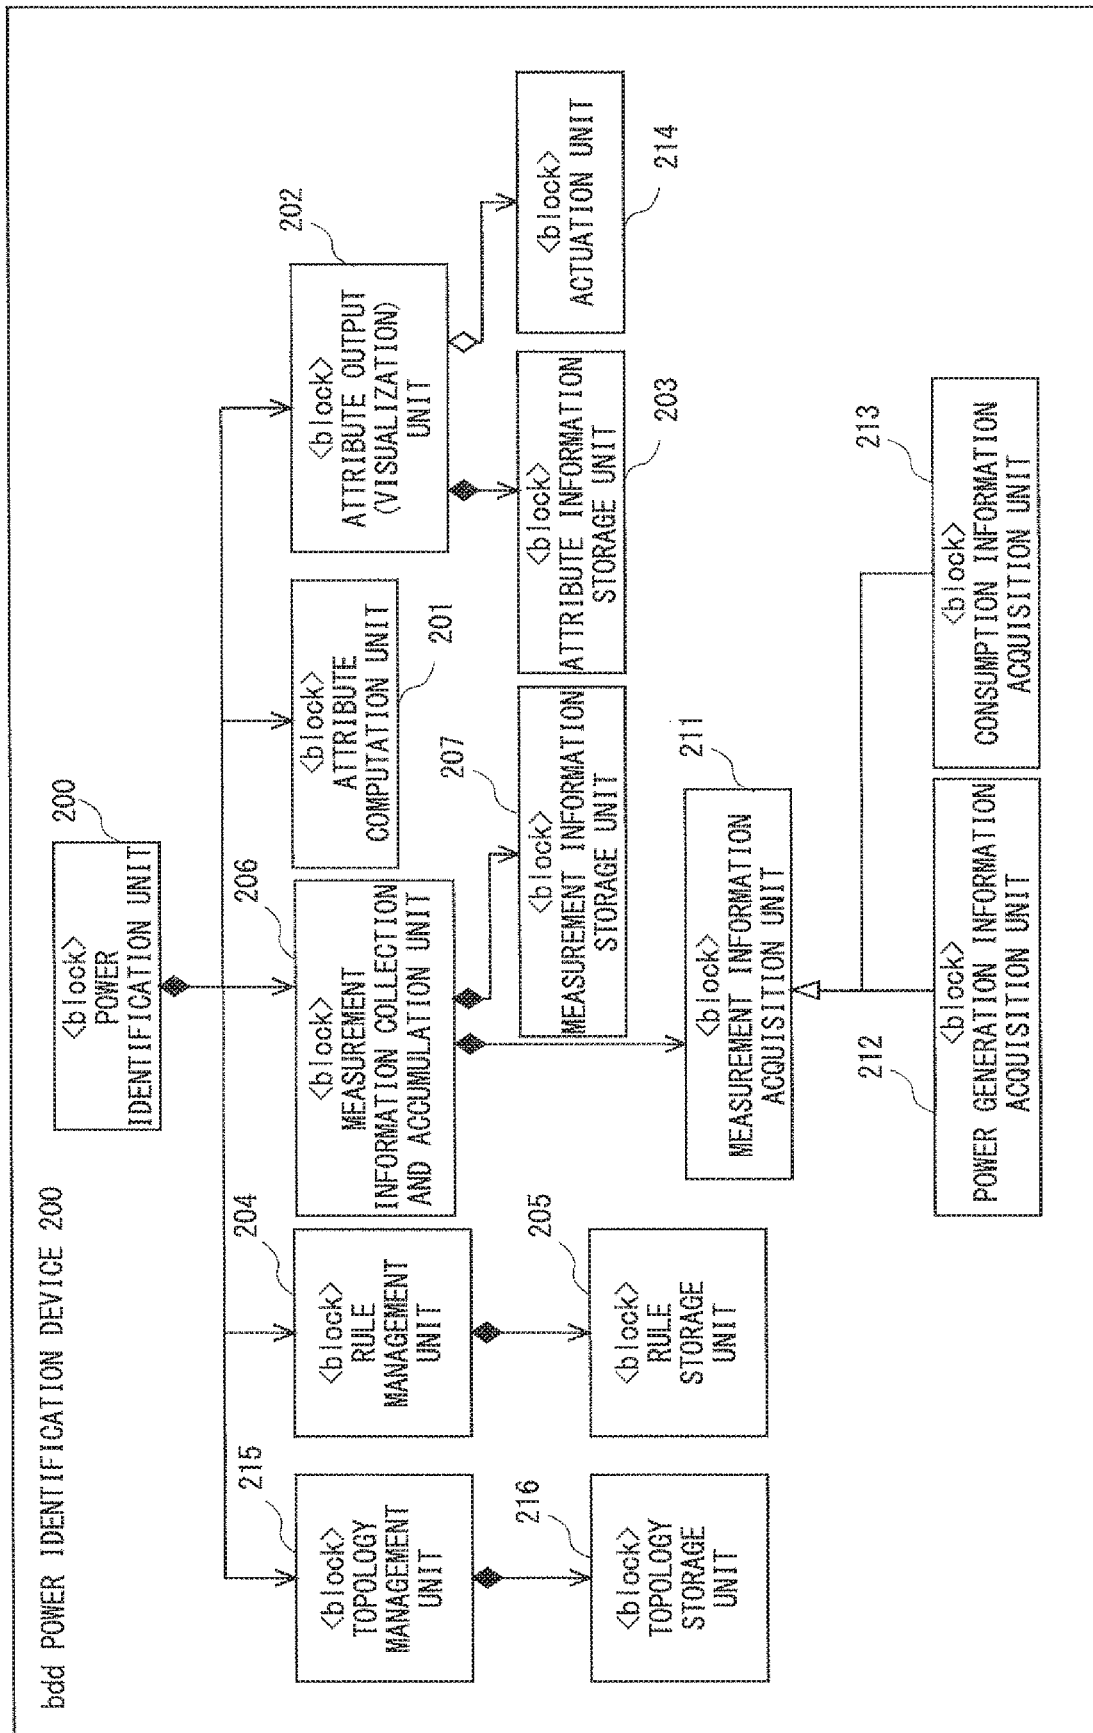 bdd POWER IDENTIFICATION DEVICE 200
200
<block>
POWER
IDENTIFICATION UNIT
215
<block>
TOPOLOGY
MANAGEMENT
UNIT
204
<block>
RULE
MANAGEMENT
UNIT
206
<block>
MEASUREMENT
INFORMATION COLLECTION
AND ACCUMULATION UNIT
<block>
ATTRIBUTE
COMPUTATION UNIT
201
202
<block>
ATTRIBUTE OUTPUT
(VISUALIZATION)
UNIT
216
<block>
TOPOLOGY
STORAGE
UNIT
205
<block>
RULE
STORAGE
UNIT
207
<block>
MEASUREMENT INFORMATION
STORAGE UNIT
<block>
ATTRIBUTE INFORMATION
STORAGE UNIT
203
<block>
ACTUATION UNIT
214
211
<block>
MEASUREMENT INFORMATION
ACQUISITION UNIT
212
<block>
POWER GENERATION INFORMATION
ACQUISITION UNIT
213
<block>
CONSUMPTION INFORMATION
ACQUISITION UNIT